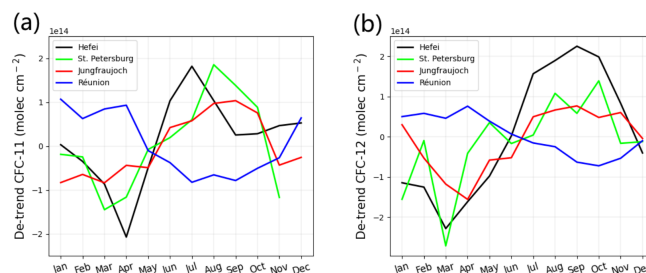 (a)
1e14
De-trend CFC-11 (molec cm⁻²)
Hefei
St. Petersburg
Jungfraujoch
Réunion
2
1
0
−1
−2
Jan Feb Mar Apr May Jun Jul Aug Sep Oct Nov Dec
(b)
1e14
De-trend CFC-12 (molec cm⁻²)
Hefei
St. Petersburg
Jungfraujoch
Réunion
2
1
0
−1
−2
Jan Feb Mar Apr May Jun Jul Aug Sep Oct Nov Dec